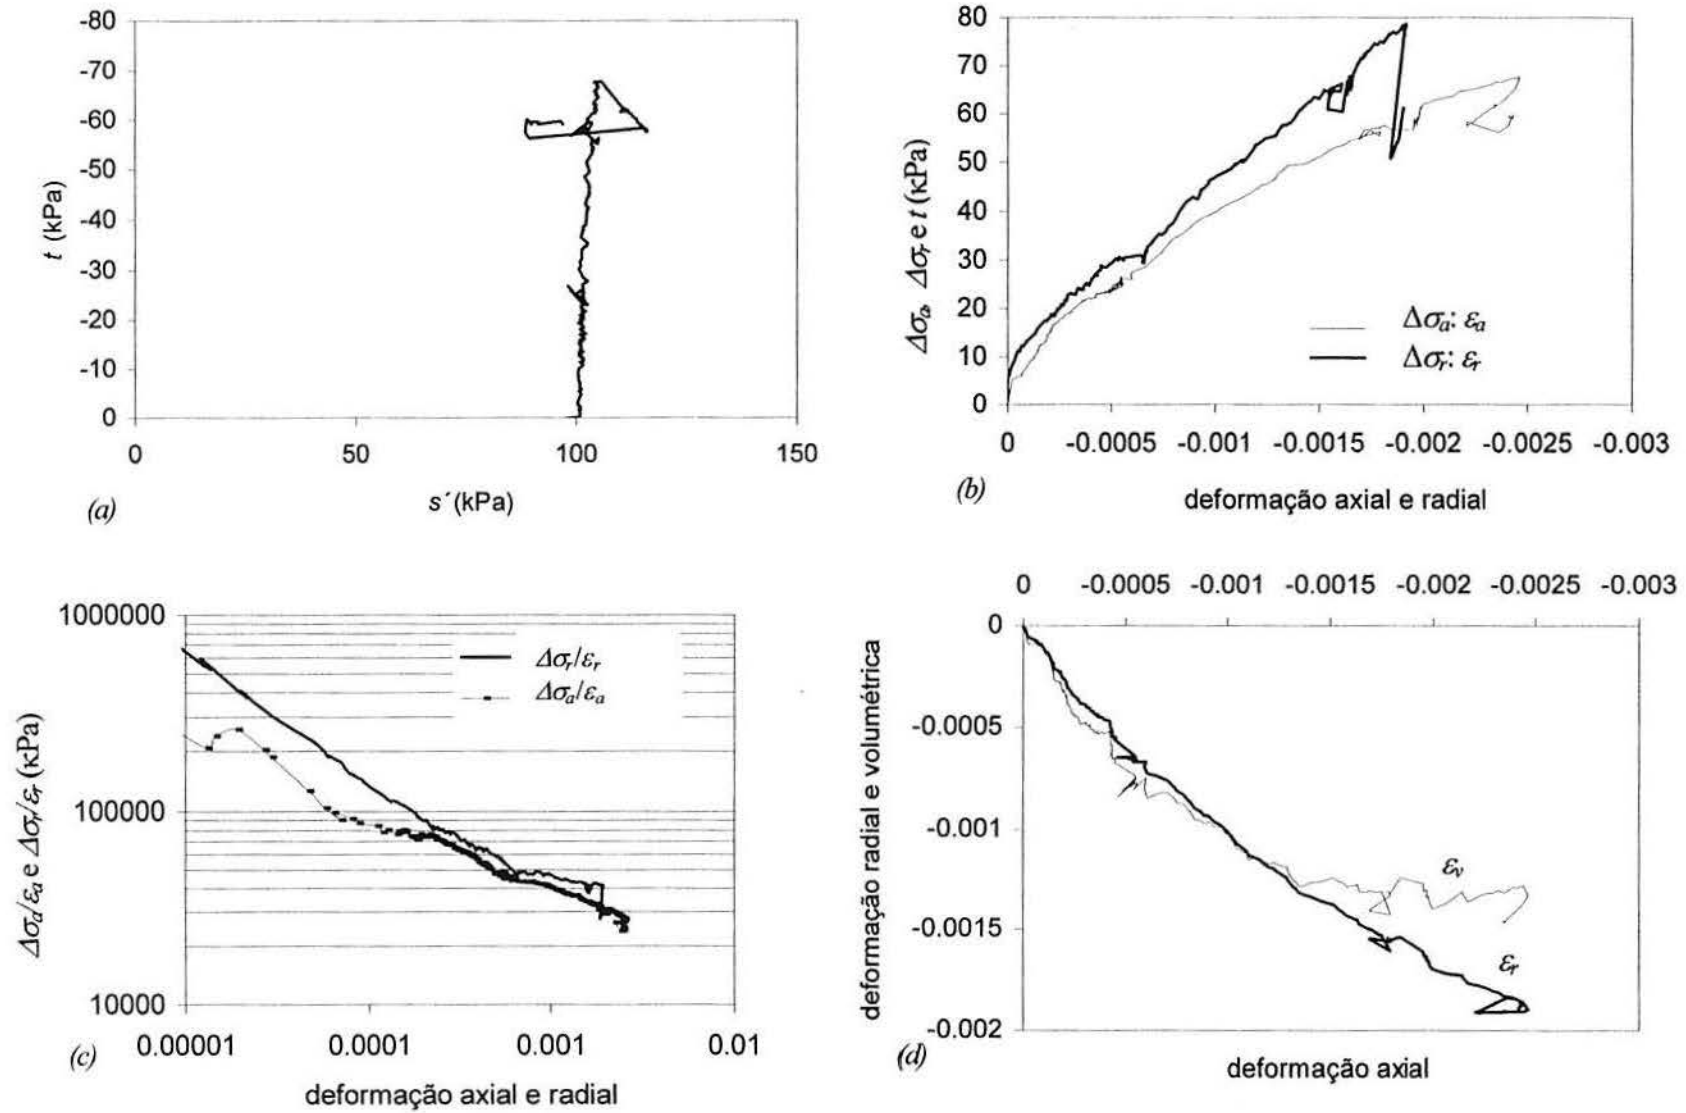 -80
-70
-60
-50
-40
-30
-20
-10
0
t (kPa)
0 50 100 150
s´(kPa)
(a)
80
70
60
50
40
30
20
10
0
Δσa, Δσr e t (кPa)
Δσa: εa
Δσr: εr
0 -0.0005 -0.001 -0.0015 -0.002 -0.0025 -0.003
(b)
deformação axial e radial
1000000
100000
10000
Δσa/εa e Δσr/εr (кPa)
Δσr/εr
Δσa/εa
0.00001 0.0001 0.001 0.01
(c)
deformação axial e radial
0 -0.0005 -0.001 -0.0015 -0.002 -0.0025 -0.003
0
-0.0005
-0.001
-0.0015
-0.002
deformação radial e volumétrica
εv
εr
(d)
deformação axial